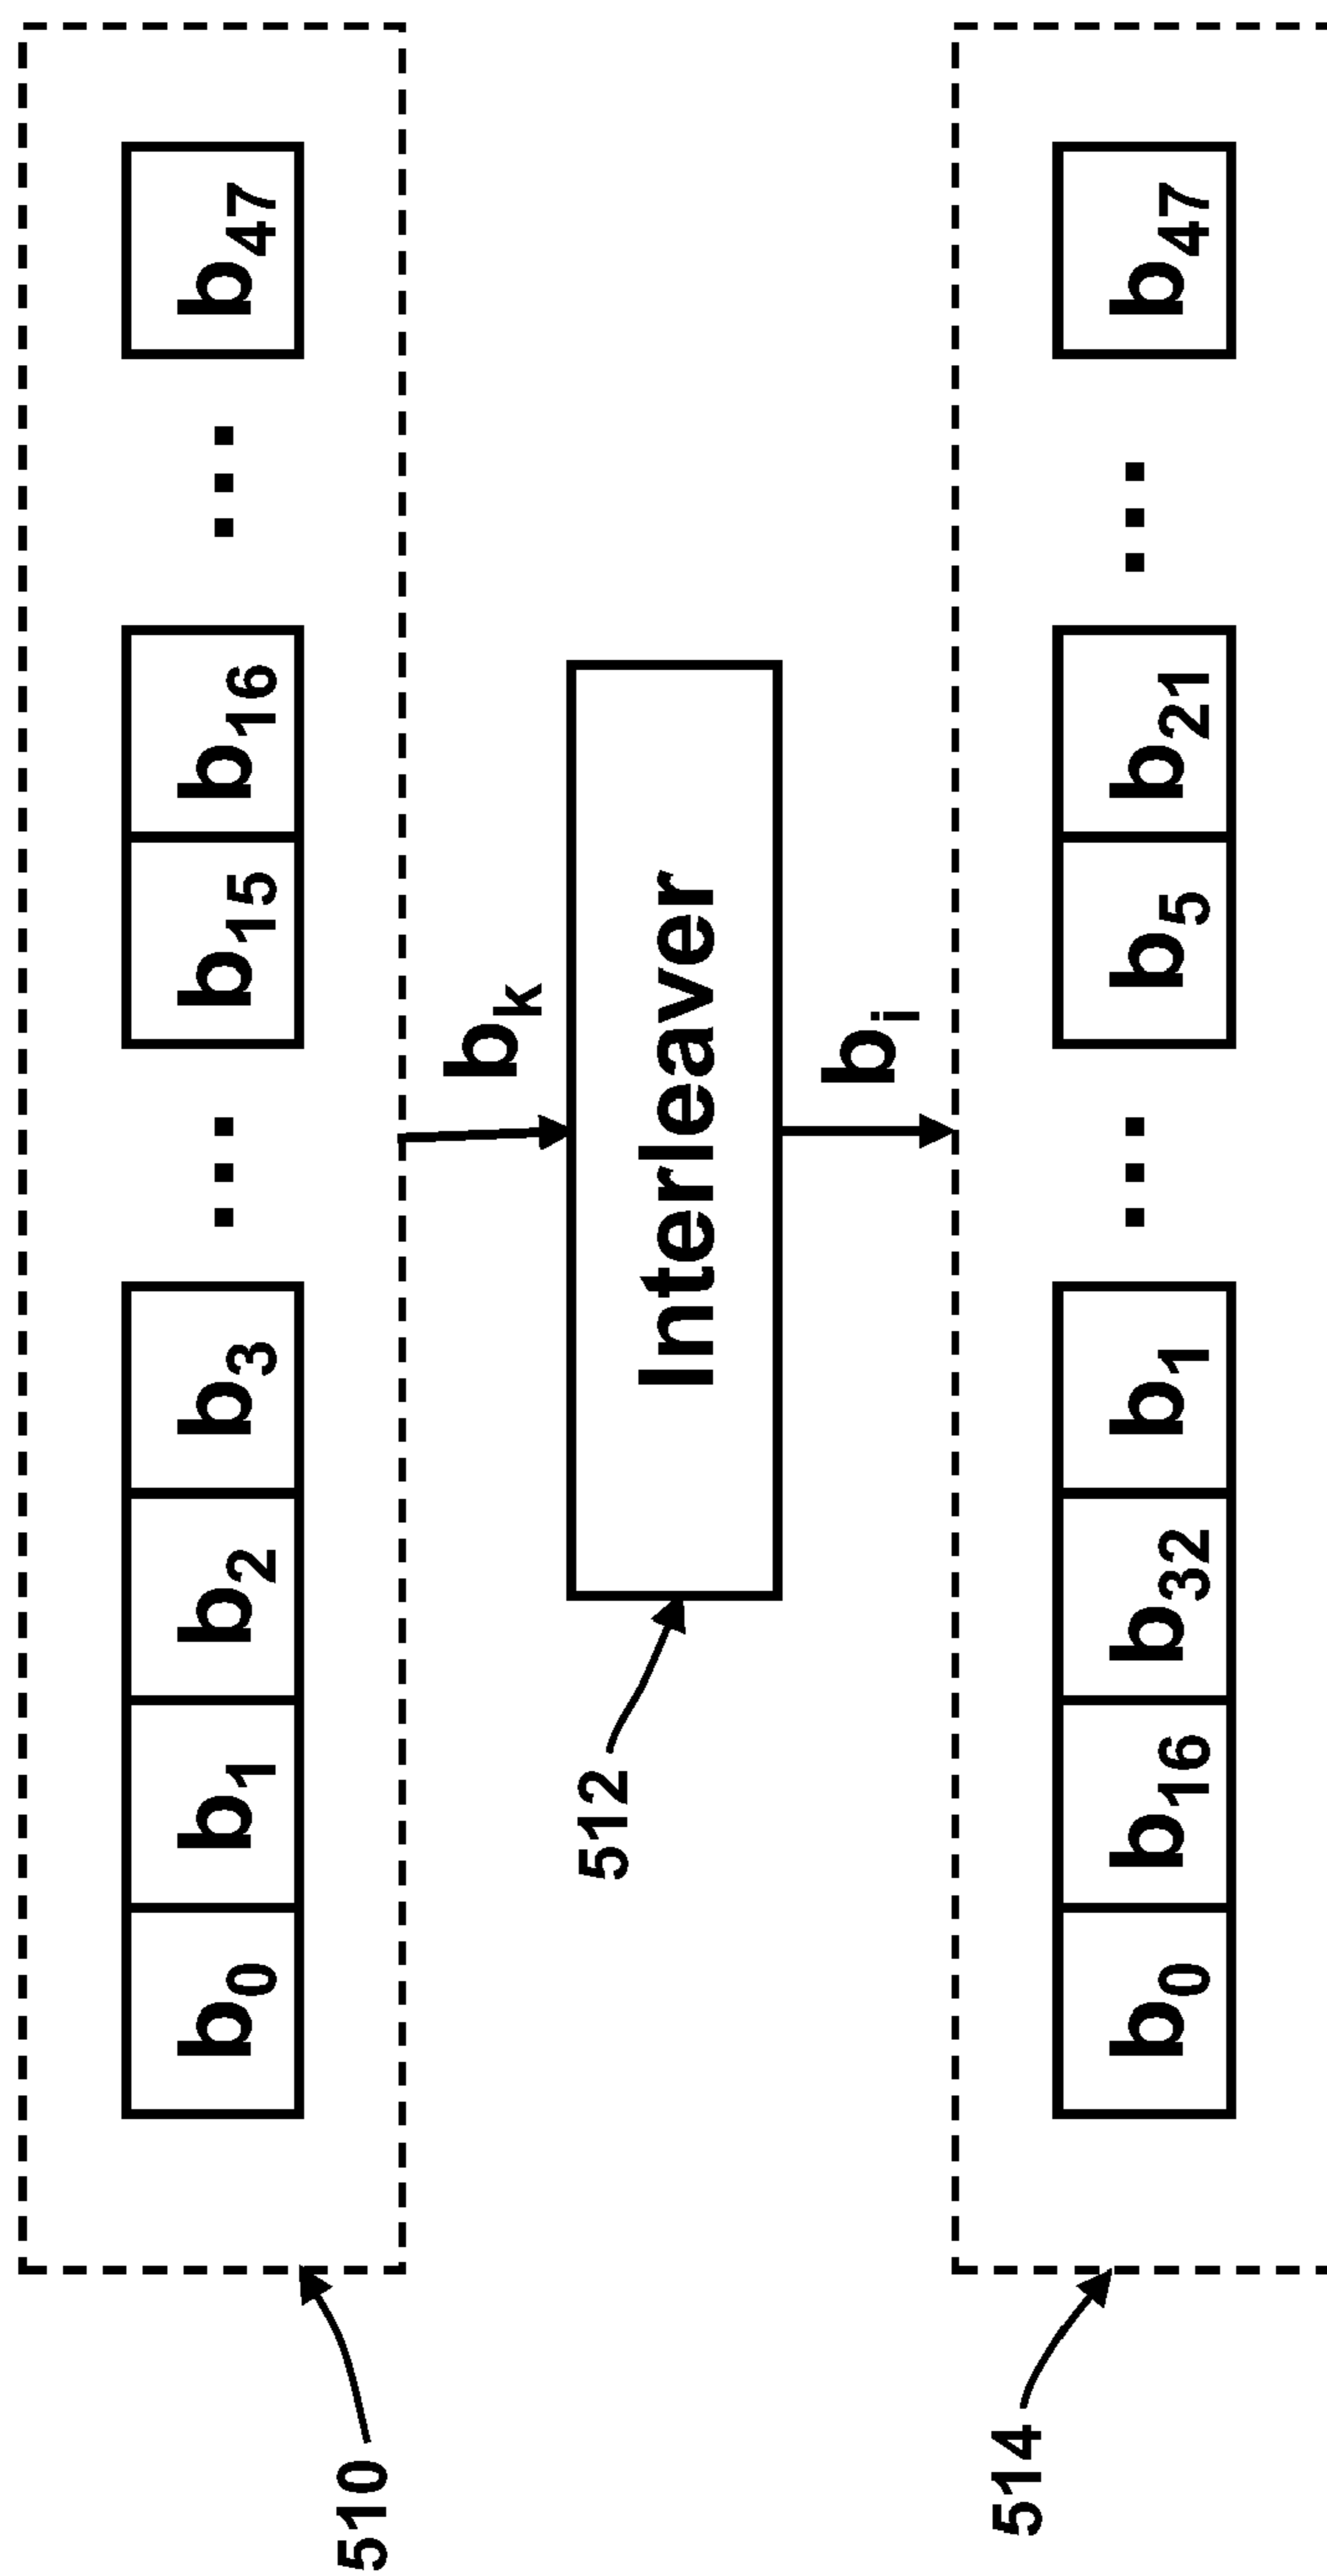 510
b0 b1 b2 b3 ... b15 b16 ... b47
bk
512
Interleaver
bi
514
b0 b16 b32 b1 ... b5 b21 ... b47